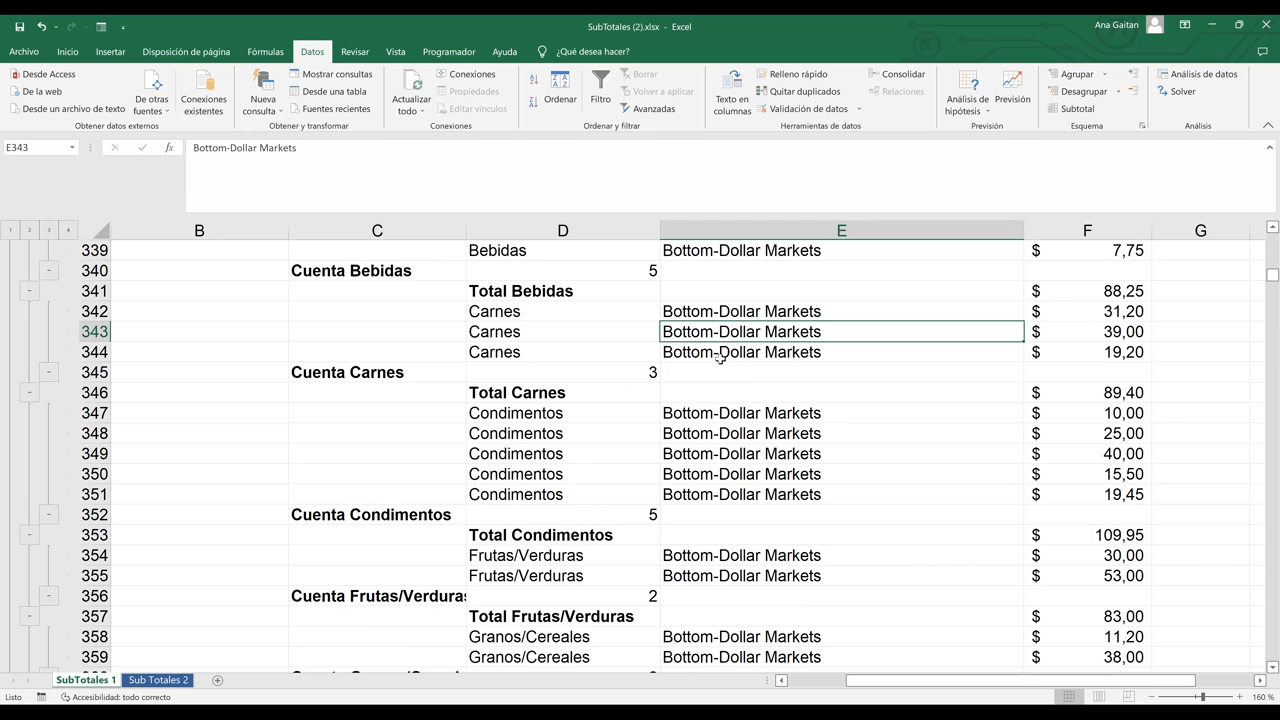 SubTotales (2).xlsx - Excel
Ana Gaitan
Archivo Inicio Insertar Disposición de página Fórmulas Datos Revisar Vista Programador Ayuda ¿Qué desea hacer?
Desde Access
De la web
Desde un archivo de texto
De otras fuentes
Conexiones existentes
Obtener datos externos
Nueva consulta
Mostrar consultas
Desde una tabla
Fuentes recientes
Obtener y transformar
Actualizar todo
Conexiones
Propiedades
Editar vínculos
Conexiones
Ordenar
Filtro
Borrar
Volver a aplicar
Avanzadas
Ordenar y filtrar
Texto en columnas
Relleno rápido
Quitar duplicados
Validación de datos
Consolidar
Relaciones
Herramientas de datos
Análisis de hipótesis
Previsión
Previsión
Agrupar
Desagrupar
Subtotal
Esquema
Análisis de datos
Solver
Análisis
E343 fx Bottom-Dollar Markets
1 2 3 4 B C D E F G
339 Bebidas Bottom-Dollar Markets $ 7,75
340 Cuenta Bebidas 5
341 Total Bebidas $ 88,25
342 Carnes Bottom-Dollar Markets $ 31,20
343 Carnes Bottom-Dollar Markets $ 39,00
344 Carnes Bottom-Dollar Markets $ 19,20
345 Cuenta Carnes 3
346 Total Carnes $ 89,40
347 Condimentos Bottom-Dollar Markets $ 10,00
348 Condimentos Bottom-Dollar Markets $ 25,00
349 Condimentos Bottom-Dollar Markets $ 40,00
350 Condimentos Bottom-Dollar Markets $ 15,50
351 Condimentos Bottom-Dollar Markets $ 19,45
352 Cuenta Condimentos 5
353 Total Condimentos $ 109,95
354 Frutas/Verduras Bottom-Dollar Markets $ 30,00
355 Frutas/Verduras Bottom-Dollar Markets $ 53,00
356 Cuenta Frutas/Verduras 2
357 Total Frutas/Verduras $ 83,00
358 Granos/Cereales Bottom-Dollar Markets $ 11,20
359 Granos/Cereales Bottom-Dollar Markets $ 38,00
SubTotales 1 Sub Totales 2
Listo Accesibilidad: todo correcto 160 %